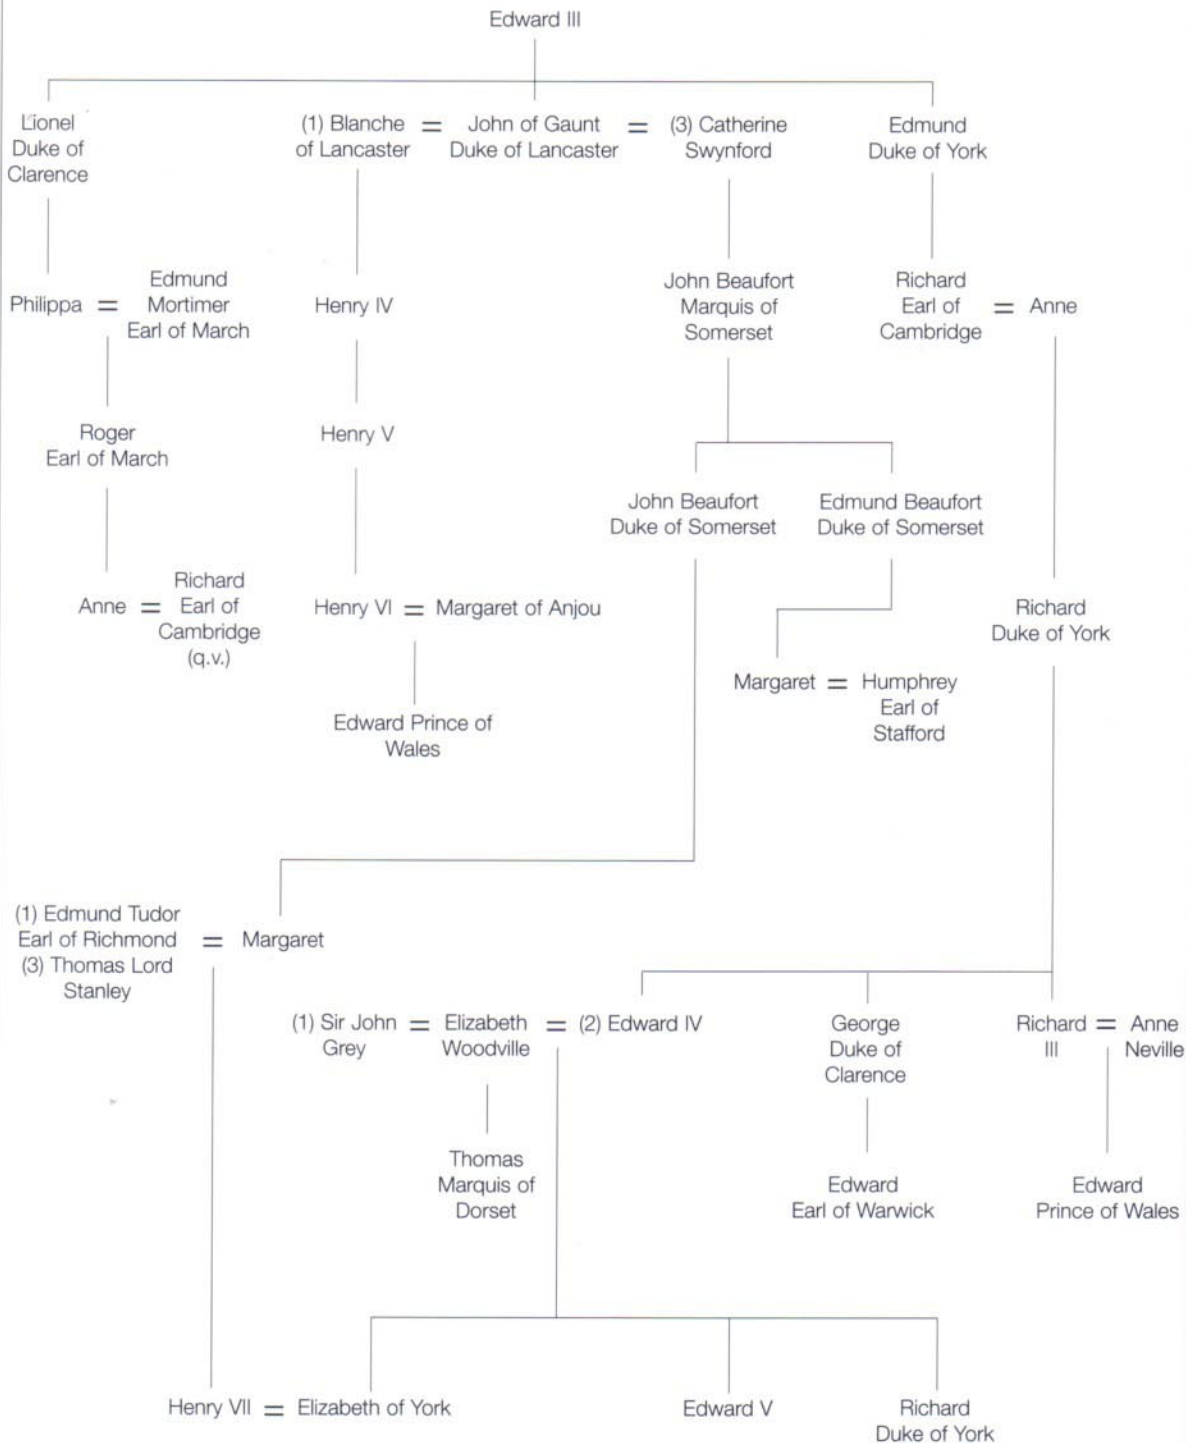 Edward III
Lionel
Duke of
Clarence
(1) Blanche = John of Gaunt = (3) Catherine
of Lancaster Duke of Lancaster Swynford
Edmund
Duke of York
Philippa = Edmund
Mortimer
Earl of March
Henry IV
John Beaufort
Marquis of
Somerset
Richard
Earl of
Cambridge
= Anne
Roger
Earl of March
Henry V
John Beaufort
Duke of Somerset
Edmund Beaufort
Duke of Somerset
Anne = Richard
Earl of
Cambridge
(q.v.)
Henry VI = Margaret of Anjou
Richard
Duke of York
Margaret = Humphrey
Earl of
Stafford
Edward Prince of
Wales
(1) Edmund Tudor
Earl of Richmond = Margaret
(3) Thomas Lord
Stanley
(1) Sir John = Elizabeth = (2) Edward IV
Grey Woodville
George
Duke of
Clarence
Richard = Anne
III Neville
Thomas
Marquis of
Dorset
Edward
Earl of Warwick
Edward
Prince of Wales
Henry VII = Elizabeth of York
Edward V
Richard
Duke of York